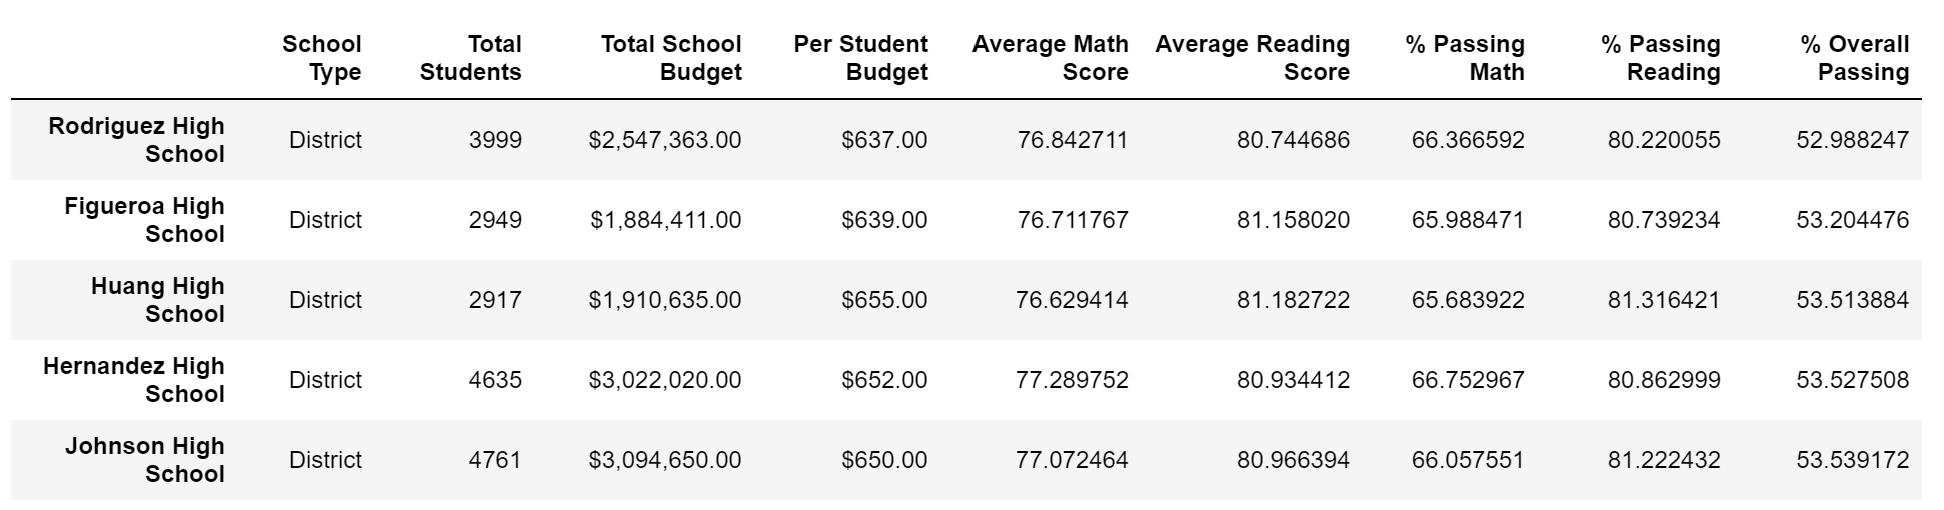 School Type Total Students Total School Budget Per Student Budget Average Math Score Average Reading Score % Passing Math % Passing Reading % Overall Passing
Rodriguez High School District 3999 $2,547,363.00 $637.00 76.842711 80.744686 66.366592 80.220055 52.988247
Figueroa High School District 2949 $1,884,411.00 $639.00 76.711767 81.158020 65.988471 80.739234 53.204476
Huang High School District 2917 $1,910,635.00 $655.00 76.629414 81.182722 65.683922 81.316421 53.513884
Hernandez High School District 4635 $3,022,020.00 $652.00 77.289752 80.934412 66.752967 80.862999 53.527508
Johnson High School District 4761 $3,094,650.00 $650.00 77.072464 80.966394 66.057551 81.222432 53.539172